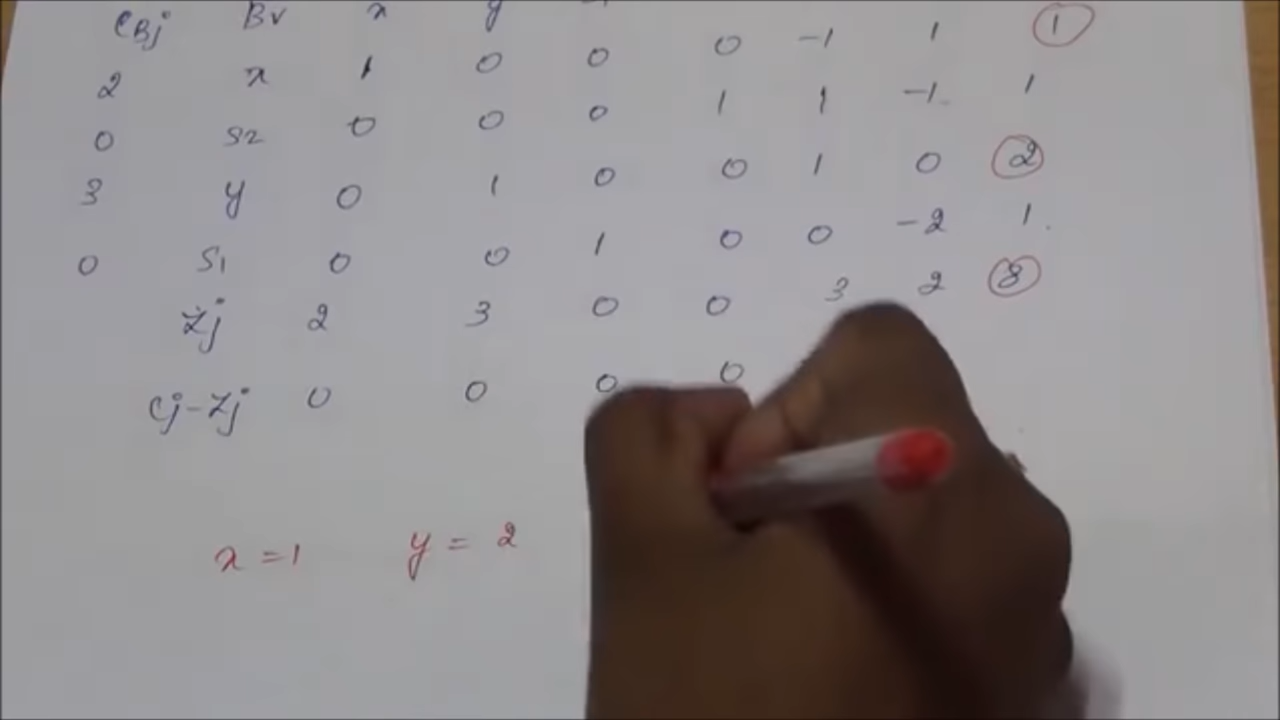 CBj Bv x y
2 x 1 0 0 0 -1 1 1
0 S2 0 0 0 1 1 -1 1
3 y 0 1 0 0 1 0 2
0 S1 0 0 1 0 0 -2 1
Zj 2 3 0 0 3 2 8
Cj-Zj 0 0 0 0
x = 1 y = 2